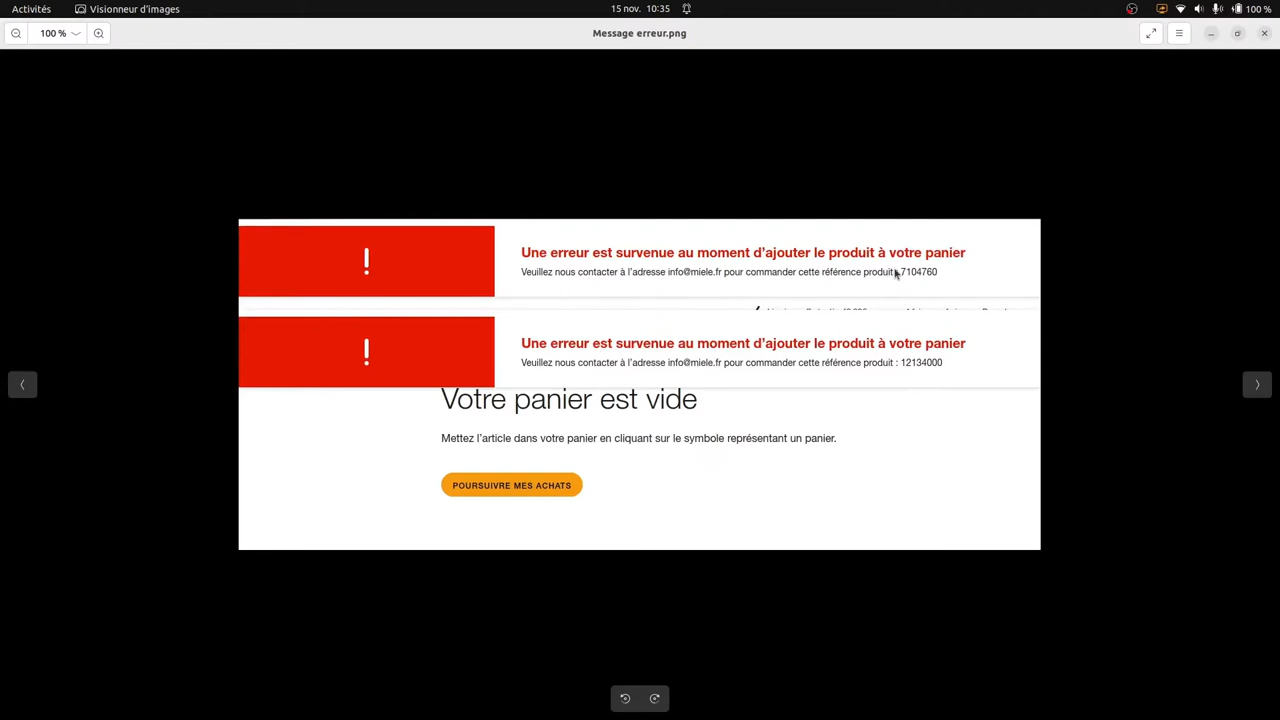 Activités Visionneur d'images 15 nov. 10:35 100 %
100 % Message erreur.png
!
Une erreur est survenue au moment d'ajouter le produit à votre panier
Veuillez nous contacter à l'adresse info@miele.fr pour commander cette référence produit : 7104760
!
Une erreur est survenue au moment d'ajouter le produit à votre panier
Veuillez nous contacter à l'adresse info@miele.fr pour commander cette référence produit : 12134000
Votre panier est vide
Mettez l'article dans votre panier en cliquant sur le symbole représentant un panier.
POURSUIVRE MES ACHATS